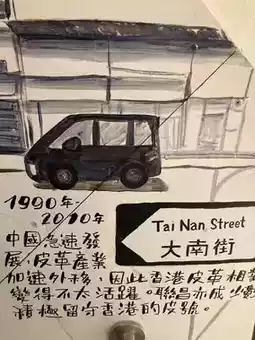 1990年-
2010年
Tai Nan Street
大南街
中國急速發
展,皮革產業
加速外移,因此香港皮革相
變得不太活躍。聯昌亦成少數
積極留守香港的皮號。